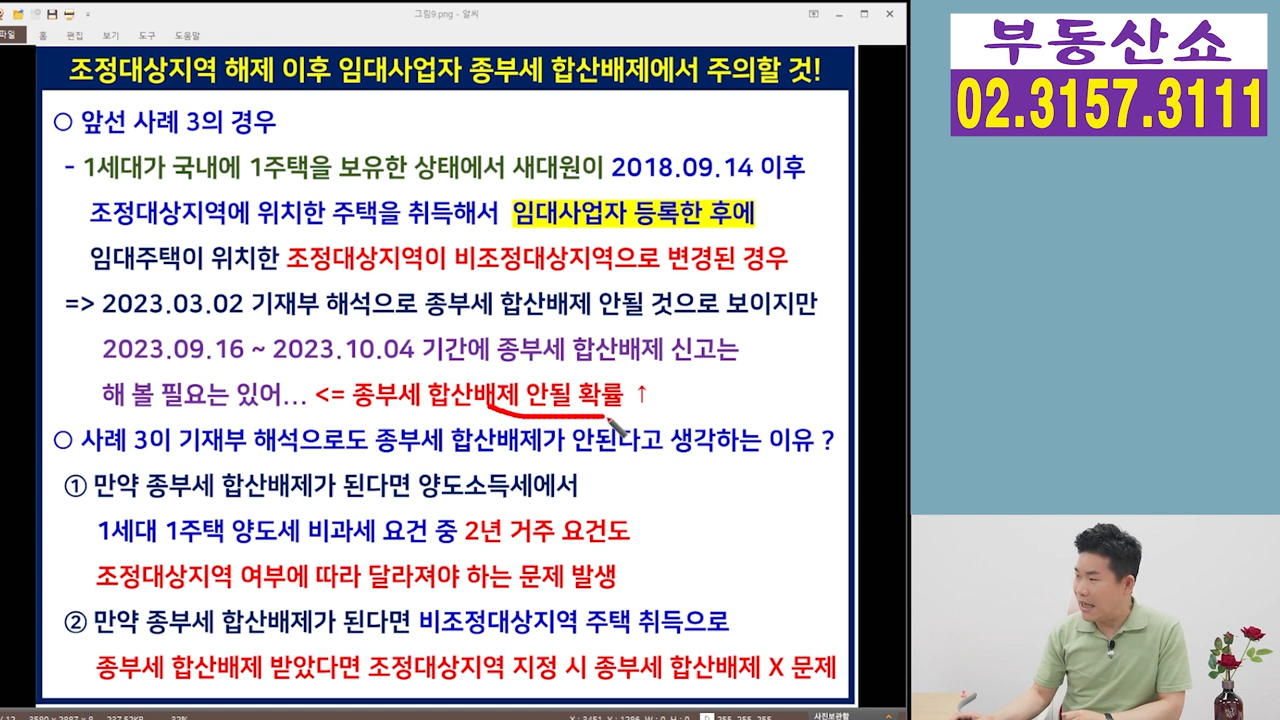 그림9.png - 알씨
파일 홈 편집 보기 도구 도움말
조정대상지역 해제 이후 임대사업자 종부세 합산배제에서 주의할 것!
○ 앞선 사례 3의 경우
- 1세대가 국내에 1주택을 보유한 상태에서 새대원이 2018.09.14 이후
조정대상지역에 위치한 주택을 취득해서 임대사업자 등록한 후에
임대주택이 위치한 조정대상지역이 비조정대상지역으로 변경된 경우
=> 2023.03.02 기재부 해석으로 종부세 합산배제 안될 것으로 보이지만
2023.09.16 ~ 2023.10.04 기간에 종부세 합산배제 신고는
해 볼 필요는 있어... <= 종부세 합산배제 안될 확률 ↑
○ 사례 3이 기재부 해석으로도 종부세 합산배제가 안된다고 생각하는 이유 ?
① 만약 종부세 합산배제가 된다면 양도소득세에서
1세대 1주택 양도세 비과세 요건 중 2년 거주 요건도
조정대상지역 여부에 따라 달라져야 하는 문제 발생
② 만약 종부세 합산배제가 된다면 비조정대상지역 주택 취득으로
종부세 합산배제 받았다면 조정대상지역 지정 시 종부세 합산배제 X 문제
부동산쇼
02.3157.3111